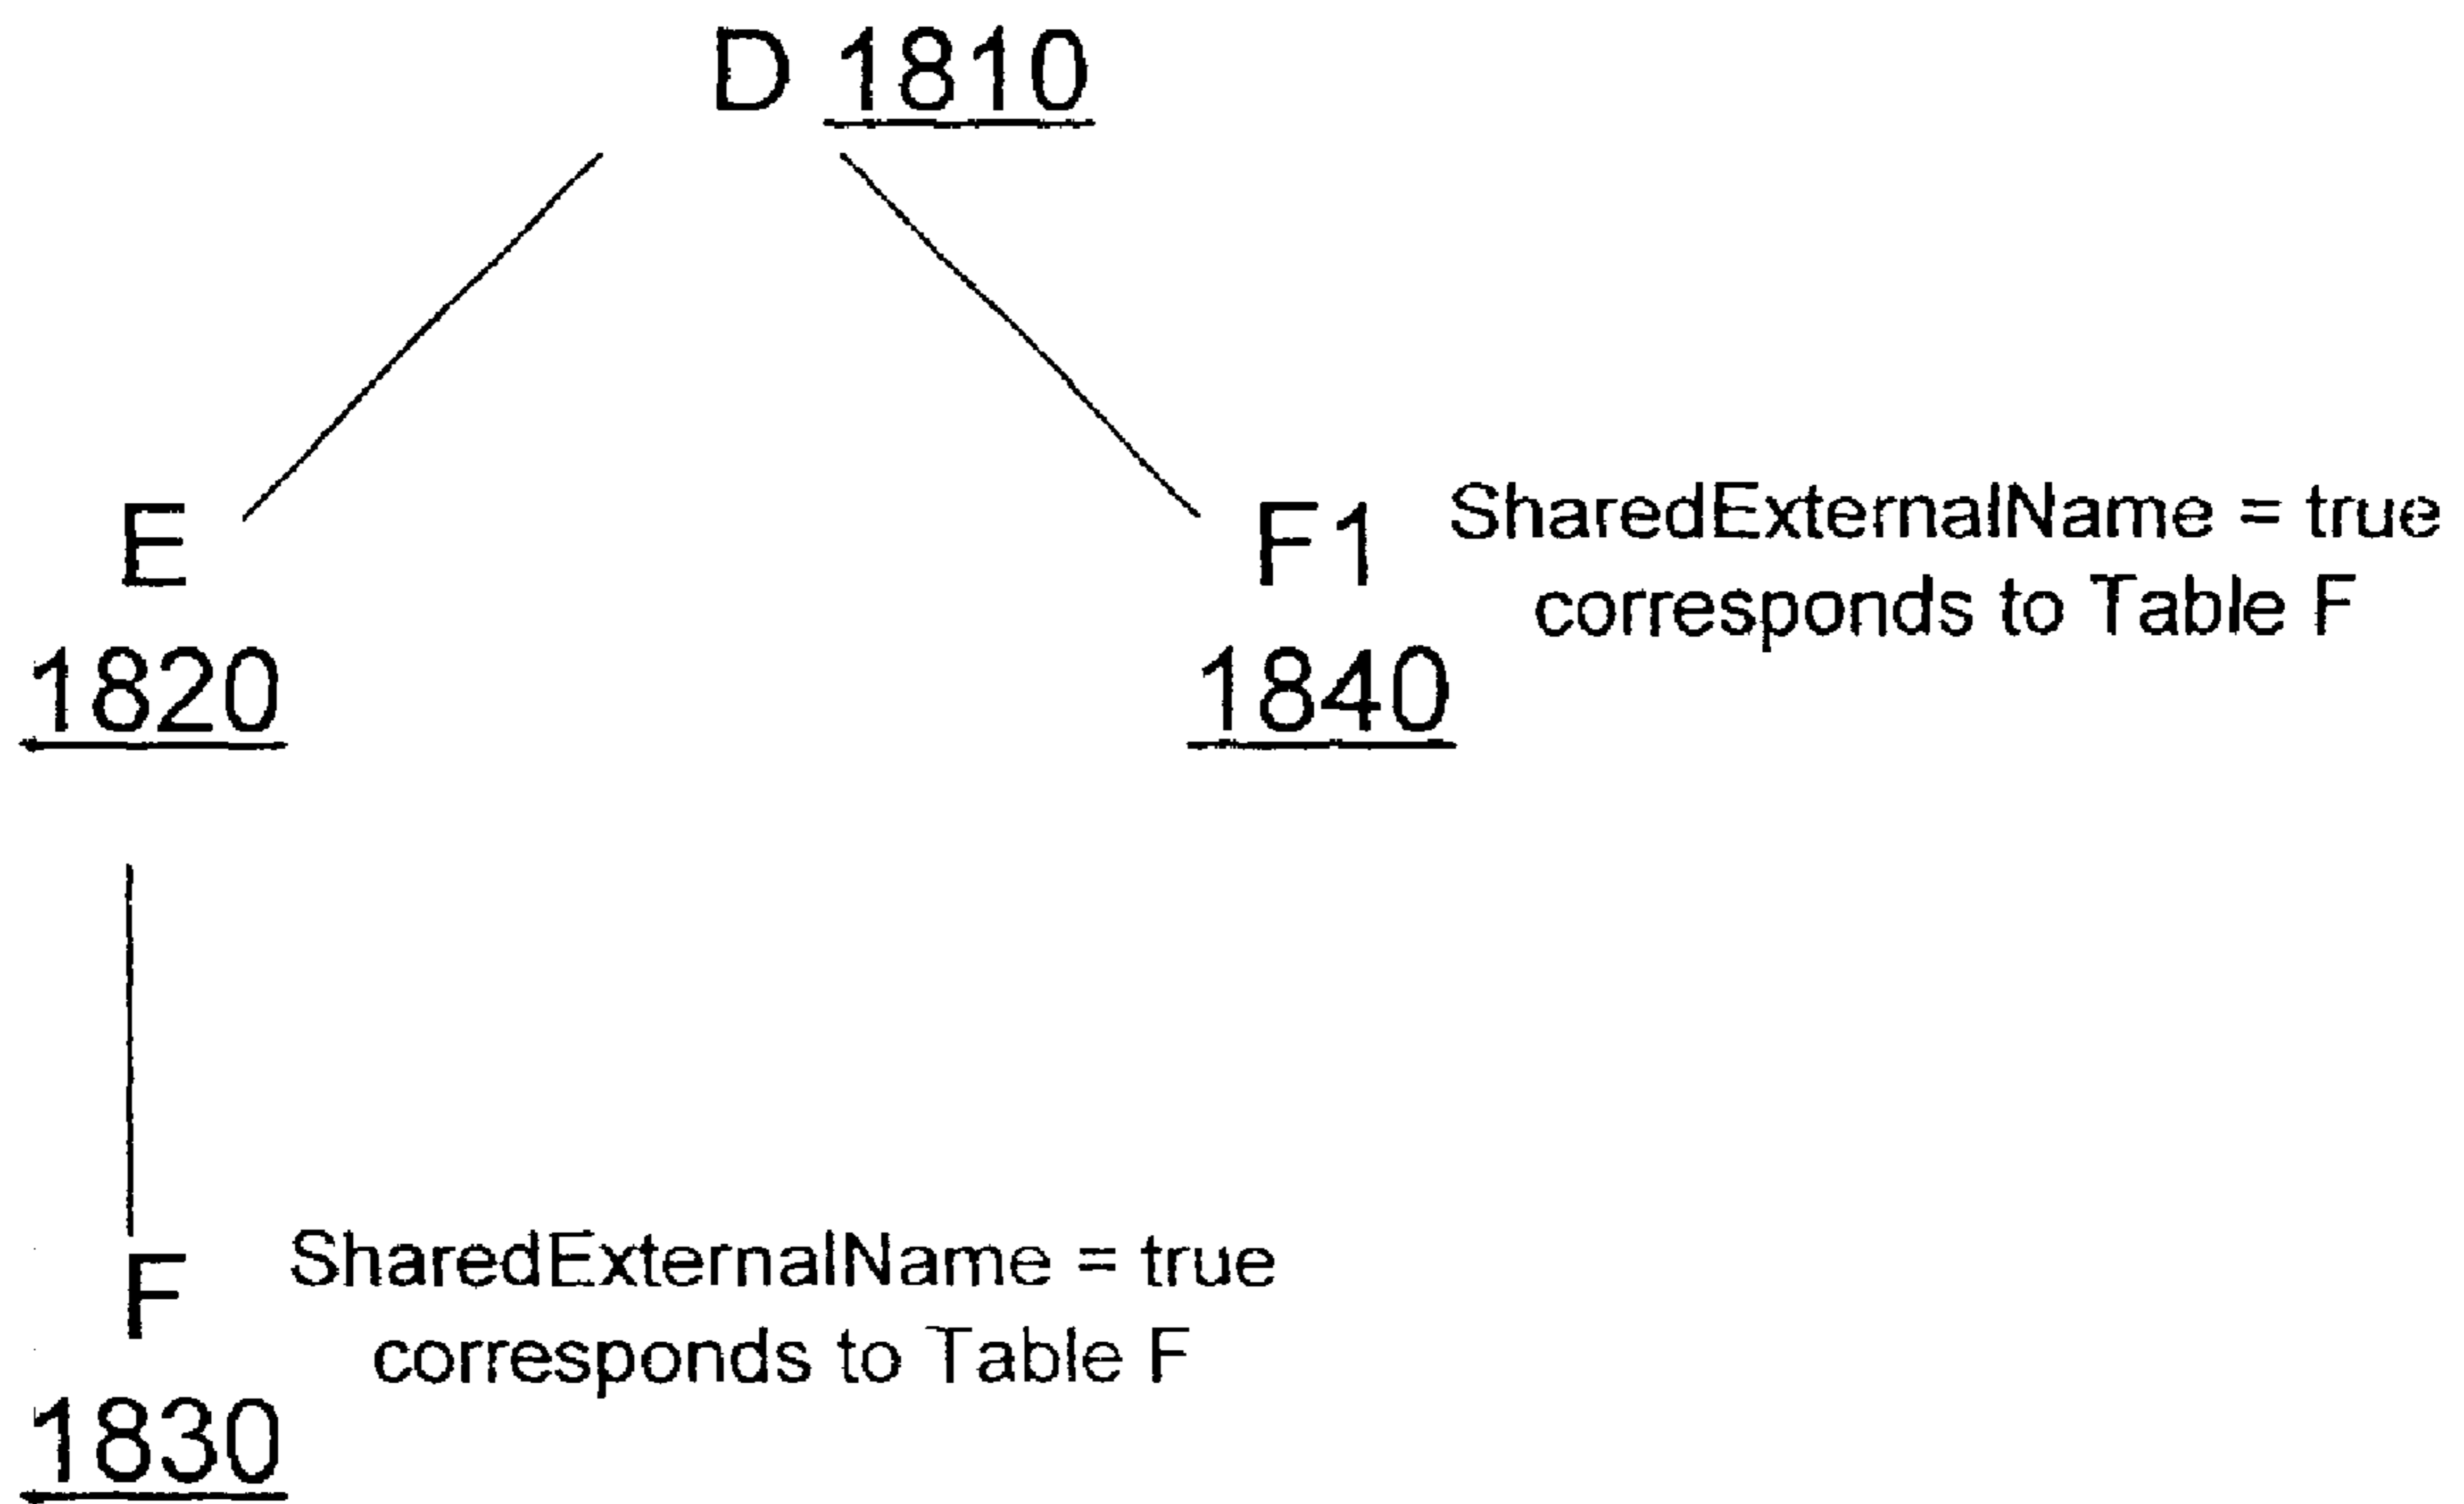 D 1810
E
1820
F1
1840
SharedExternalName = true
corresponds to Table F
F
1830
SharedExternalName = true
corresponds to Table F